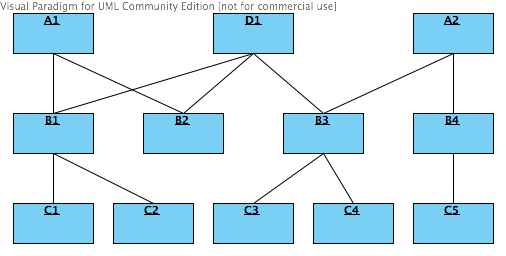 Visual Paradigm for UML Community Edition [not for commercial use]
A1 D1 A2
B1 B2 B3 B4
C1 C2 C3 C4 C5